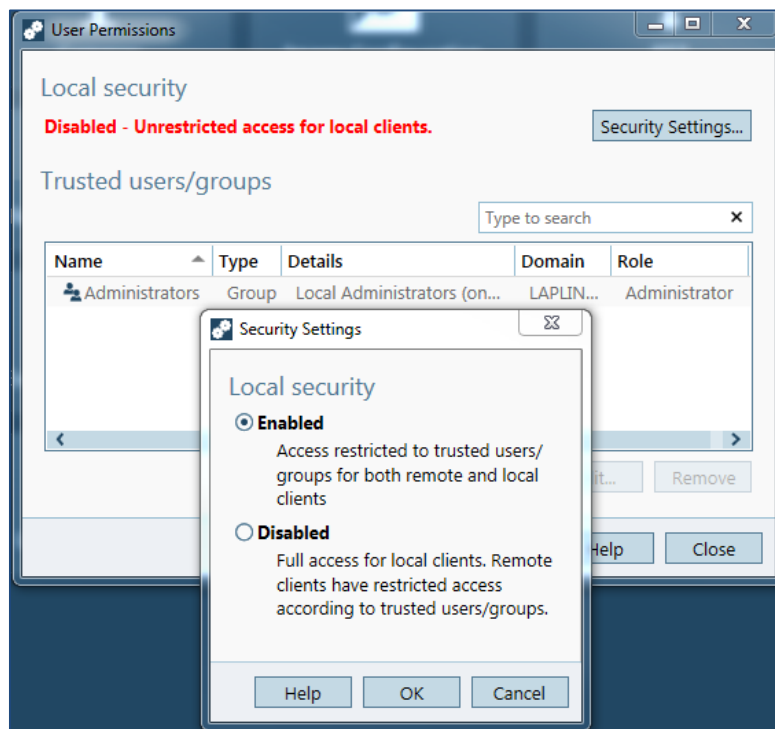 User Permissions
Local security
Disabled - Unrestricted access for local clients.
Security Settings...
Trusted users/groups
Type to search
Name Type Details Domain Role
Administrators Group Local Administrators (on... LAPLIN... Administrator
Security Settings
Local security
Enabled
Access restricted to trusted users/
groups for both remote and local
clients
Disabled
Full access for local clients. Remote
clients have restricted access
according to trusted users/groups.
Help OK Cancel
Remove
Close